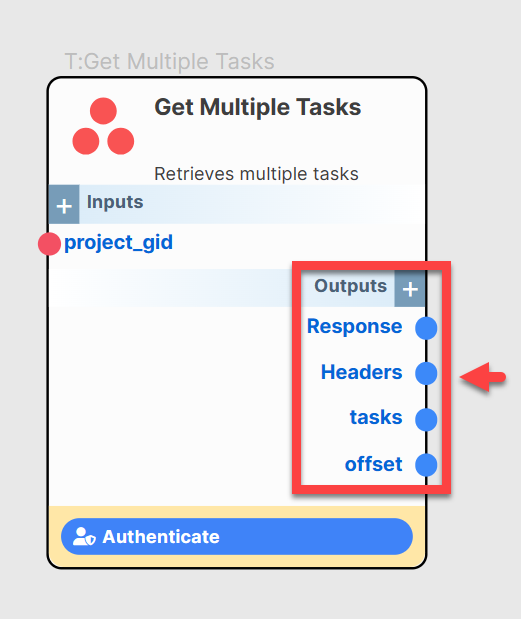 T:Get Multiple Tasks
Get Multiple Tasks
Retrieves multiple tasks
+ Inputs
project_gid
Outputs +
Response
Headers
tasks
offset
Authenticate